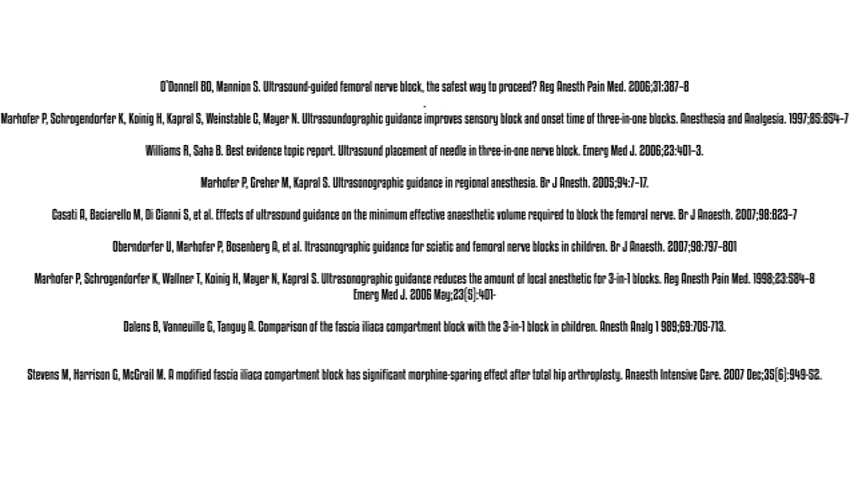 O'Donnell BD, Mannion S. Ultrasound-guided femoral nerve block, the safest way to proceed? Reg Anesth Pain Med. 2006;31:387-8
.
Marhofer P, Schrogendorfer K, Koinig H, Kapral S, Weinstable C, Mayer N. Ultrasoundographic guidance improves sensory block and onset time of three-in-one blocks. Anesthesia and Analgesia. 1997;85:854-7
Williams R, Saha B. Best evidence topic report. Ultrasound placement of needle in three-in-one nerve block. Emerg Med J. 2006;23:401-3.
Marhofer P, Greher M, Kapral S. Ultrasonographic guidance in regional anesthesia. Br J Anesth. 2005;94:7-17.
Casati A, Baciarello M, Di Cianni S, et al. Effects of ultrasound guidance on the minimum effective anaesthetic volume required to block the femoral nerve. Br J Anaesth. 2007;98:823-7
Oberndorfer U, Marhofer P, Bosenberg A, et al. ltrasonographic guidance for sciatic and femoral nerve blocks in children. Br J Anaesth. 2007;98:797-801
Marhofer P, Schrogendorfer K, Wallner T, Koinig H, Mayer N, Kapral S. Ultrasonographic guidance reduces the amount of local anesthetic for 3-in-1 blocks. Reg Anesth Pain Med. 1998;23:584-8
Emerg Med J. 2006 May;23(5):401-
Dalens B, Vanneuille G, Tanguy A. Comparison of the fascia iliaca compartment block with the 3-in-1 block in children. Anesth Analg 1 989;69:705-713.
Stevens M, Harrison G, McGrail M. A modified fascia iliaca compartment block has significant morphine-sparing effect after total hip arthroplasty. Anaesth Intensive Care. 2007 Dec;35(6):949-52.